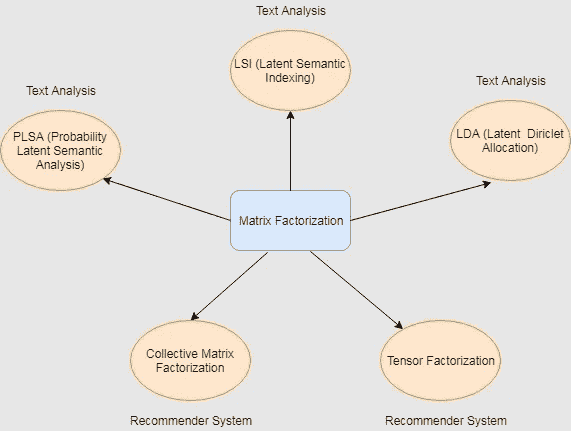 Text Analysis
LSI (Latent Semantic
Indexing)
Text Analysis
PLSA (Probability
Latent Semantic
Analysis)
Text Analysis
LDA (Latent Diriclet
Allocation)
Matrix Factorization
Collective Matrix
Factorization
Recommender System
Tensor Factorization
Recommender System